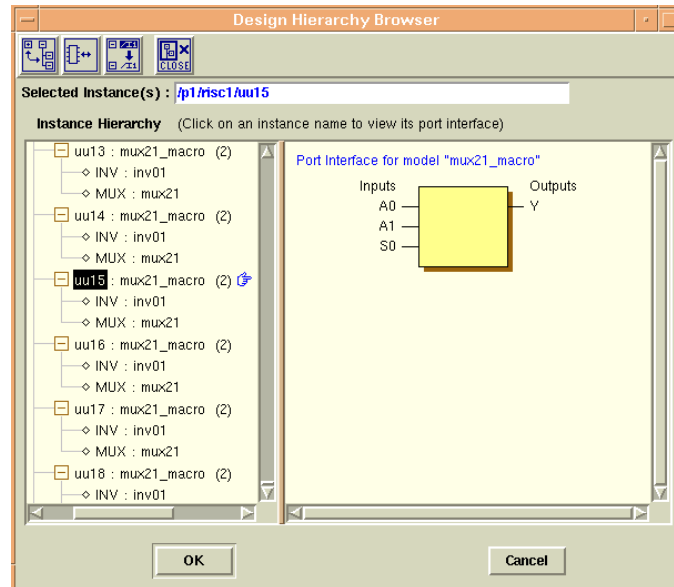 Design Hierarchy Browser
CLOSE
Selected Instance(s) : /p1/risc1/uu15
Instance Hierarchy (Click on an instance name to view its port interface)
uu13 : mux21_macro (2)
INV : inv01
MUX : mux21
uu14 : mux21_macro (2)
INV : inv01
MUX : mux21
uu15 : mux21_macro (2)
INV : inv01
MUX : mux21
uu16 : mux21_macro (2)
INV : inv01
MUX : mux21
uu17 : mux21_macro (2)
INV : inv01
MUX : mux21
uu18 : mux21_macro (2)
INV : inv01
Port Interface for model "mux21_macro"
Inputs Outputs
A0 Y
A1
S0
OK Cancel